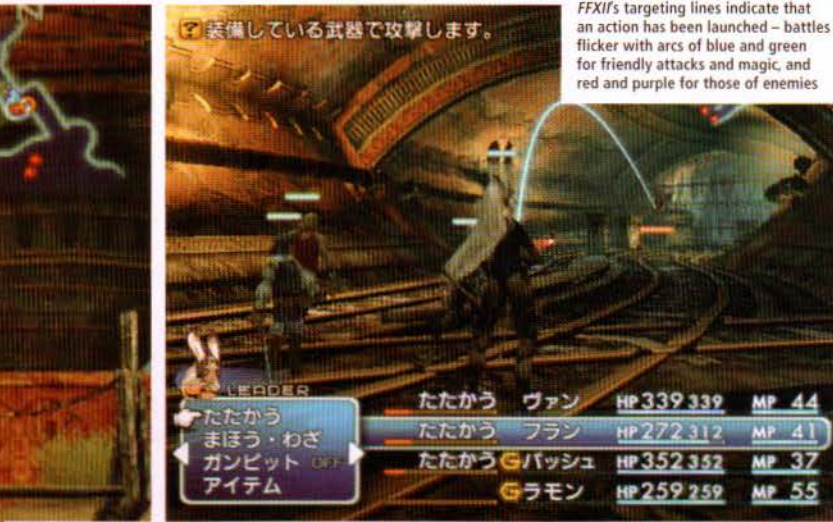 N
FFXII's targeting lines indicate that
an action has been launched – battles
flicker with arcs of blue and green
for friendly attacks and magic, and
red and purple for those of enemies
? 装備している武器で攻撃します。
LEADER
たたかう
まほう・わざ
ガンビット OFF
アイテム
たたかう ヴァン HP 339 339 MP 44
たたかう フラン HP 272 312 MP 41
たたかう G バッシュ HP 352 352 MP 37
G ラモン HP 259 259 MP 55